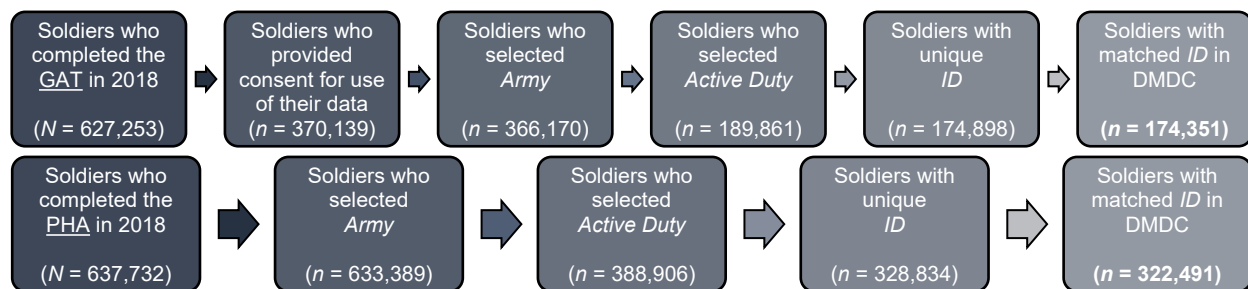 Soldiers who
completed the
GAT in 2018
(N = 627,253)
Soldiers who
provided
consent for use
of their data
(n = 370,139)
Soldiers who
selected
Army
(n = 366,170)
Soldiers who
selected
Active Duty
(n = 189,861)
Soldiers with
unique
ID
(n = 174,898)
Soldiers with
matched ID in
DMDC
(n = 174,351)
Soldiers who
completed the
PHA in 2018
(N = 637,732)
Soldiers who
selected
Army
(n = 633,389)
Soldiers who
selected
Active Duty
(n = 388,906)
Soldiers with
unique
ID
(n = 328,834)
Soldiers with
matched ID in
DMDC
(n = 322,491)